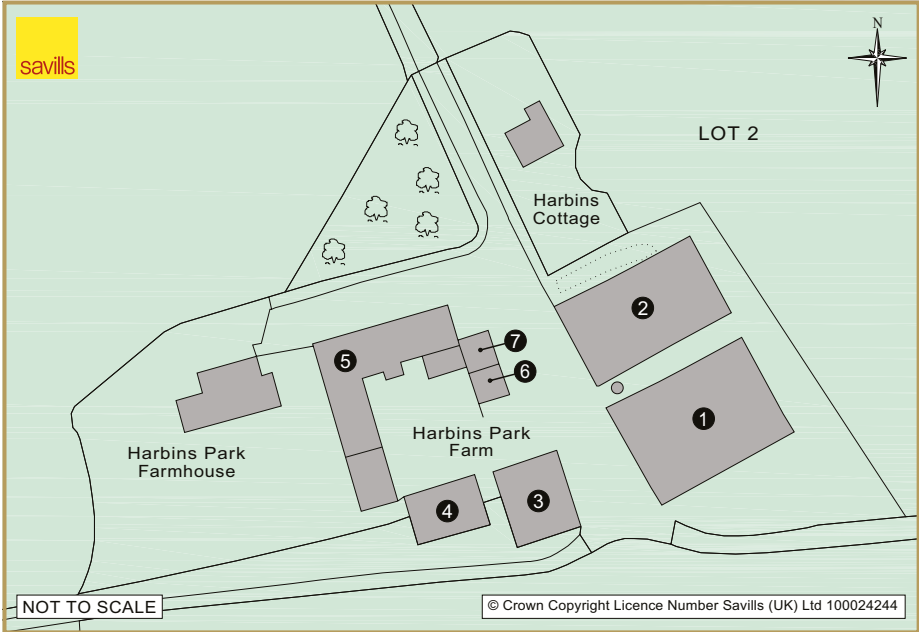 savills
N
LOT 2
Harbins
Cottage
2
7
5
6
1
Harbins Park
Farm
Harbins Park
Farmhouse
3
4
NOT TO SCALE
© Crown Copyright Licence Number Savills (UK) Ltd 100024244